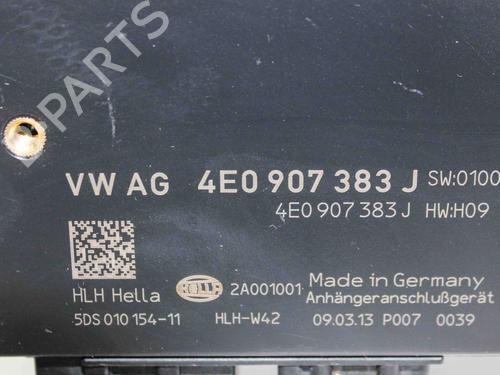 B-PARTS
VW AG 4E0 907 383 J SW:0100
4E0 907 383 J HW:H09
HLH Hella HELLA 2A001001 Made in Germany
Anhängeranschlußgerät
5DS 010 154-11 HLH-W42 09.03.13 P007 0039